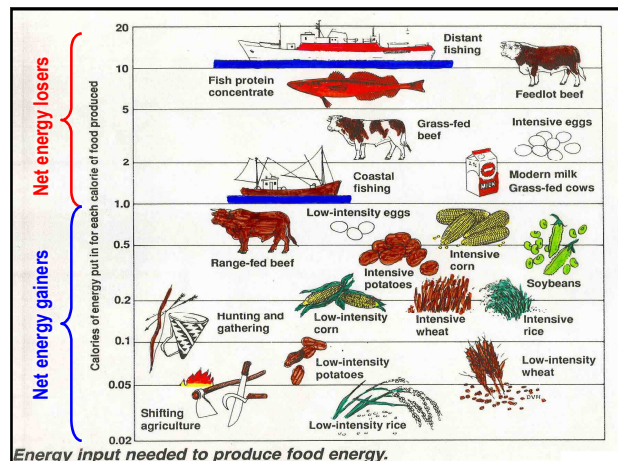 20
Distant
fishing
10
Fish protein
concentrate
Feedlot beef
5
Grass-fed
beef
Intensive eggs
2
Coastal
fishing
Modern milk
Grass-fed cows
1.0
Low-intensity eggs
Range-fed beef
0.5
Intensive
potatoes
Intensive
corn
Soybeans
0.2
Hunting and
gathering
Low-intensity
corn
Intensive
wheat
Intensive
rice
0.1
Low-intensity
potatoes
Low-intensity
wheat
0.05
Shifting
agriculture
Low-intensity rice
DVH
0.02
Net energy losers
Net energy gainers
Calories of energy put in for each calorie of food produced
Energy input needed to produce food energy.